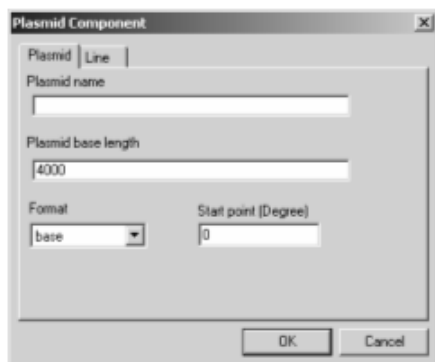 Plasmid Component
Plasmid Line
Plasmid name
Plasmid base length
4000
Format Start point (Degree)
base 0
OK Cancel